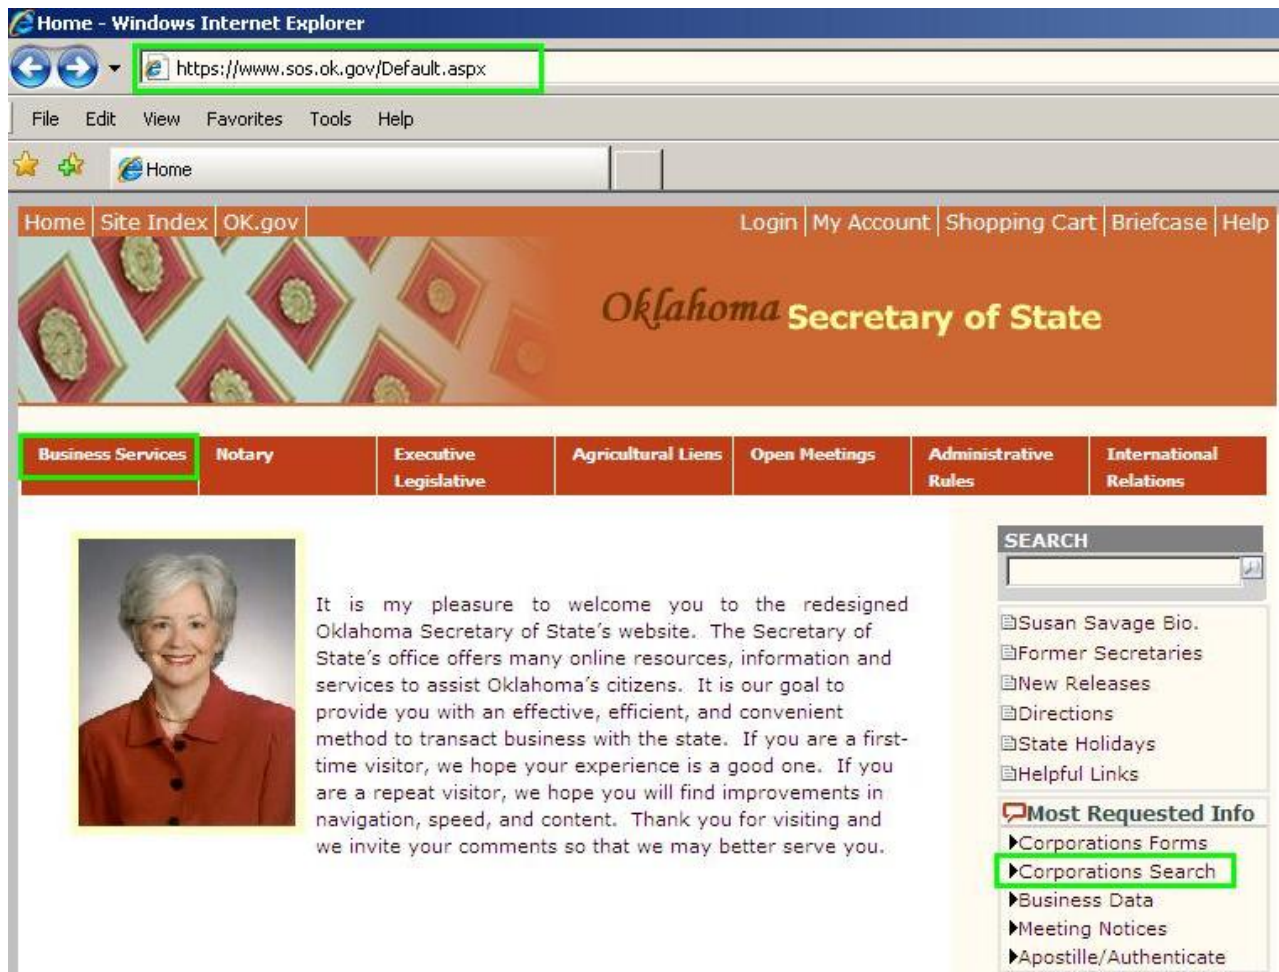 Home - Windows Internet Explorer
https://www.sos.ok.gov/Default.aspx
File Edit View Favorites Tools Help
Home
Home Site Index OK.gov Login My Account Shopping Cart Briefcase Help
Oklahoma Secretary of State
Business Services Notary Executive Legislative Agricultural Liens Open Meetings Administrative Rules International Relations
It is my pleasure to welcome you to the redesigned
Oklahoma Secretary of State's website. The Secretary of
State's office offers many online resources, information and
services to assist Oklahoma's citizens. It is our goal to
provide you with an effective, efficient, and convenient
method to transact business with the state. If you are a first-
time visitor, we hope your experience is a good one. If you
are a repeat visitor, we hope you will find improvements in
navigation, speed, and content. Thank you for visiting and
we invite your comments so that we may better serve you.
SEARCH
Susan Savage Bio.
Former Secretaries
New Releases
Directions
State Holidays
Helpful Links
Most Requested Info
Corporations Forms
Corporations Search
Business Data
Meeting Notices
Apostille/Authenticate